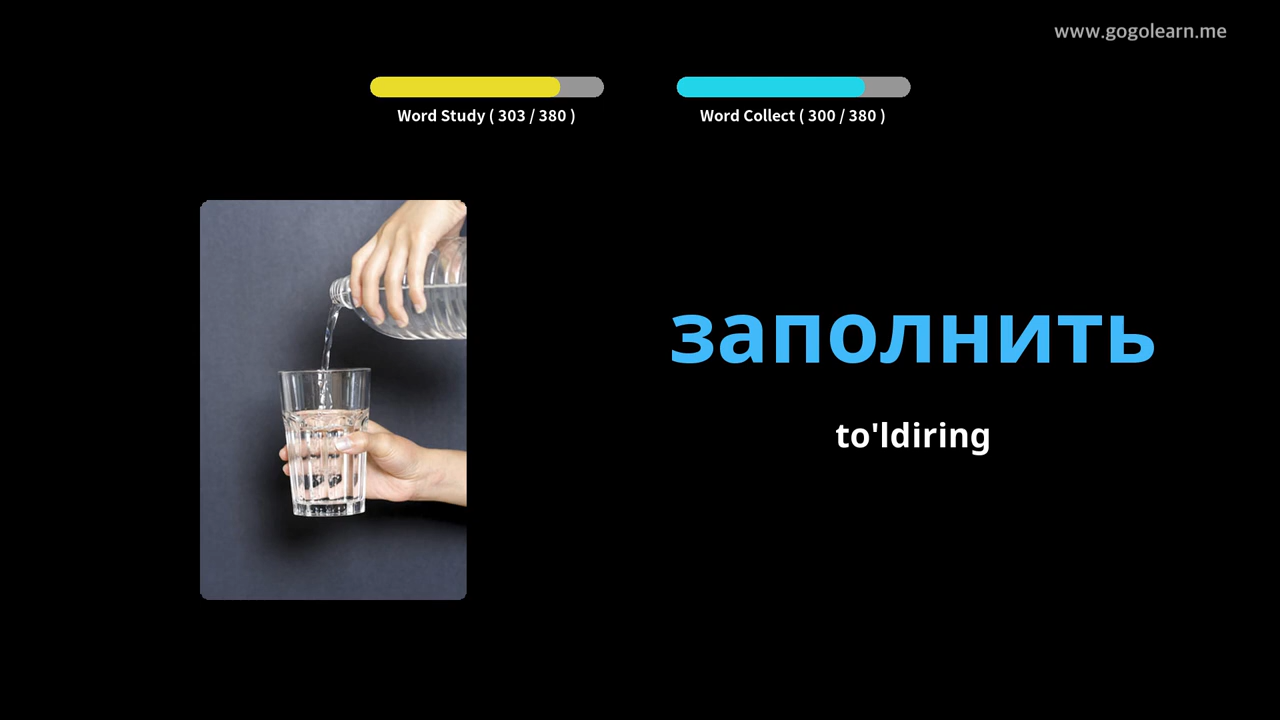 www.gogolearn.me
Word Study ( 303 / 380 )
Word Collect ( 300 / 380 )
заполнить
to'ldiring